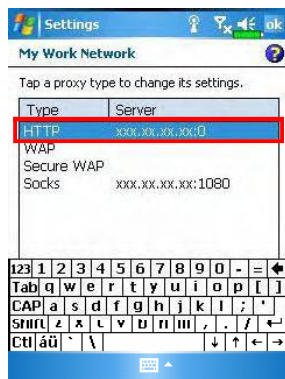 Settings ok
My Work Network ?
Tap a proxy type to change its settings.
Type Server
HTTP xxx.xx.xx.xx:0
WAP
Secure WAP
Socks xxx.xx.xx.xx:1080
123 1 2 3 4 5 6 7 8 9 0 - =
Tab q w e r t y u i o p [ ]
CAP a s d f g h j k l ; '
Shift z x c v b n m , . /
Ctl áü ` \